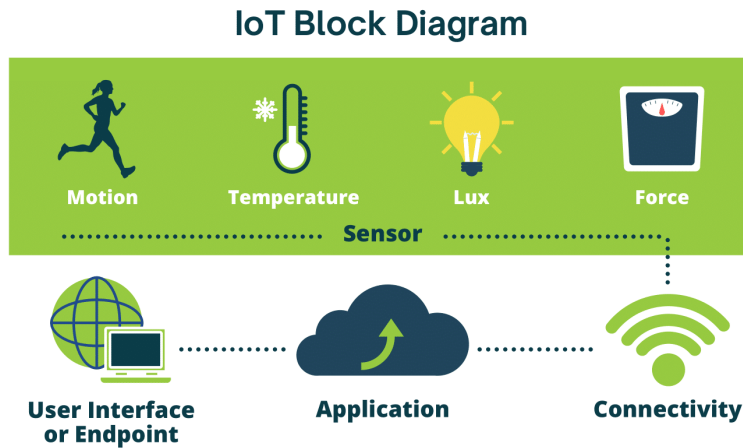 IoT Block Diagram
Motion
Temperature
Lux
Force
Sensor
User Interface
or Endpoint
Application
Connectivity